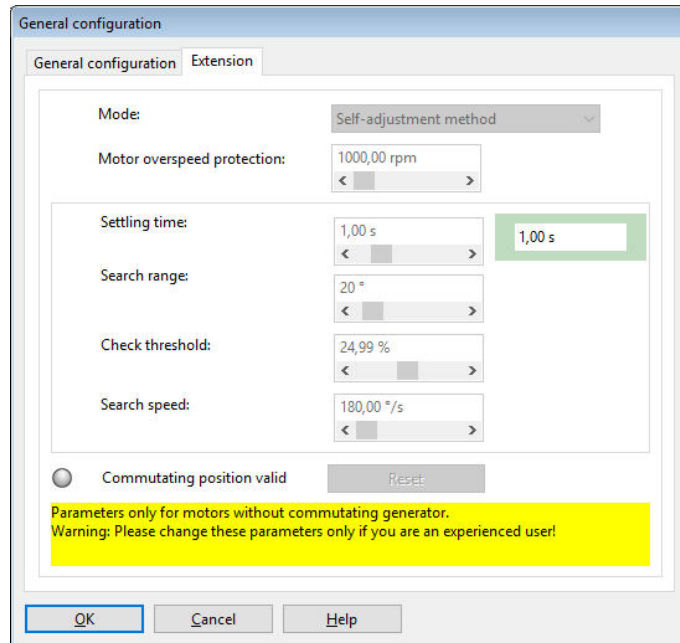 General configuration
General configuration Extension
Mode: Self-adjustment method
Motor overspeed protection: 1000,00 rpm
Settling time: 1,00 s 1,00 s
Search range: 20 °
Check threshold: 24,99 %
Search speed: 180,00 °/s
Commutating position valid Reset
Parameters only for motors without commutating generator.
Warning: Please change these parameters only if you are an experienced user!
OK Cancel Help